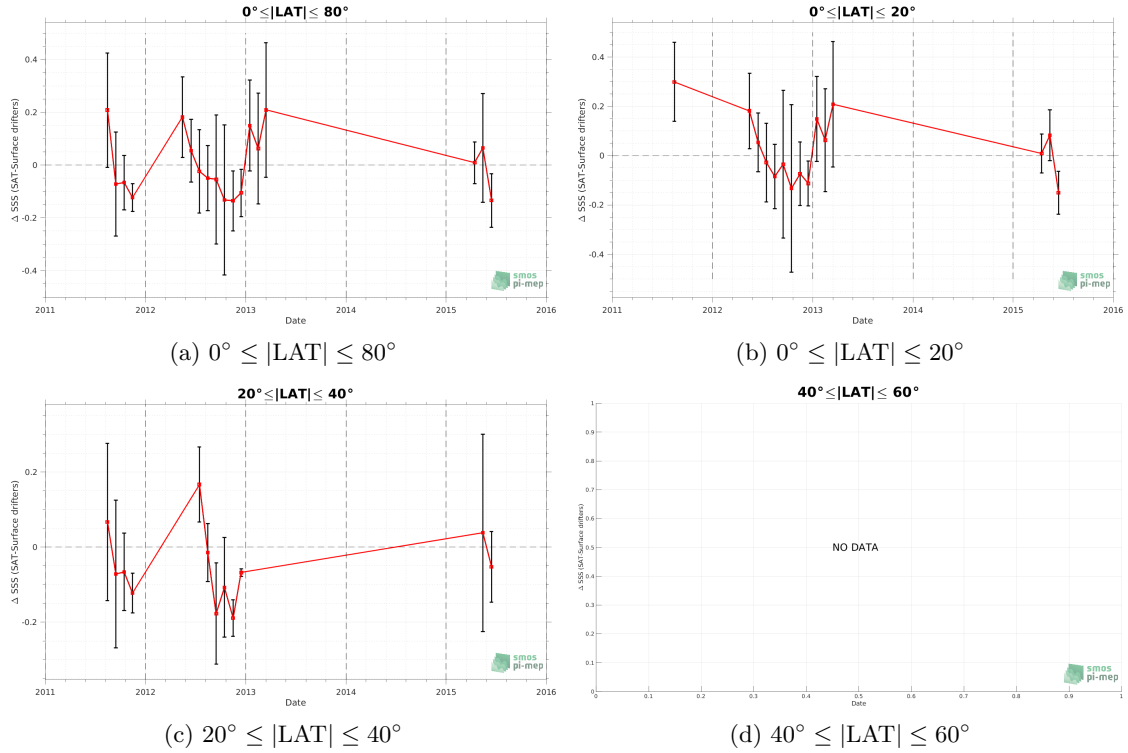 0°≤|LAT|≤ 80°
Δ SSS (SAT-Surface drifters)
0.4
0.2
0
-0.2
-0.4
2011 2012 2013 2014 2015 2016
Date
smos
pi-mep
(a) 0° ≤ |LAT| ≤ 80°
0°≤|LAT|≤ 20°
Δ SSS (SAT-Surface drifters)
0.4
0.2
0
-0.2
-0.4
2011 2012 2013 2014 2015 2016
Date
smos
pi-mep
(b) 0° ≤ |LAT| ≤ 20°
20°≤|LAT|≤ 40°
Δ SSS (SAT-Surface drifters)
0.2
0
-0.2
2011 2012 2013 2014 2015 2016
Date
smos
pi-mep
(c) 20° ≤ |LAT| ≤ 40°
40°≤|LAT|≤ 60°
Δ SSS (SAT-Surface drifters)
1
0.9
0.8
0.7
0.6
0.5
0.4
0.3
0.2
0.1
0
NO DATA
0 0.1 0.2 0.3 0.4 0.5 0.6 0.7 0.8 0.9 1
Date
smos
pi-mep
(d) 40° ≤ |LAT| ≤ 60°